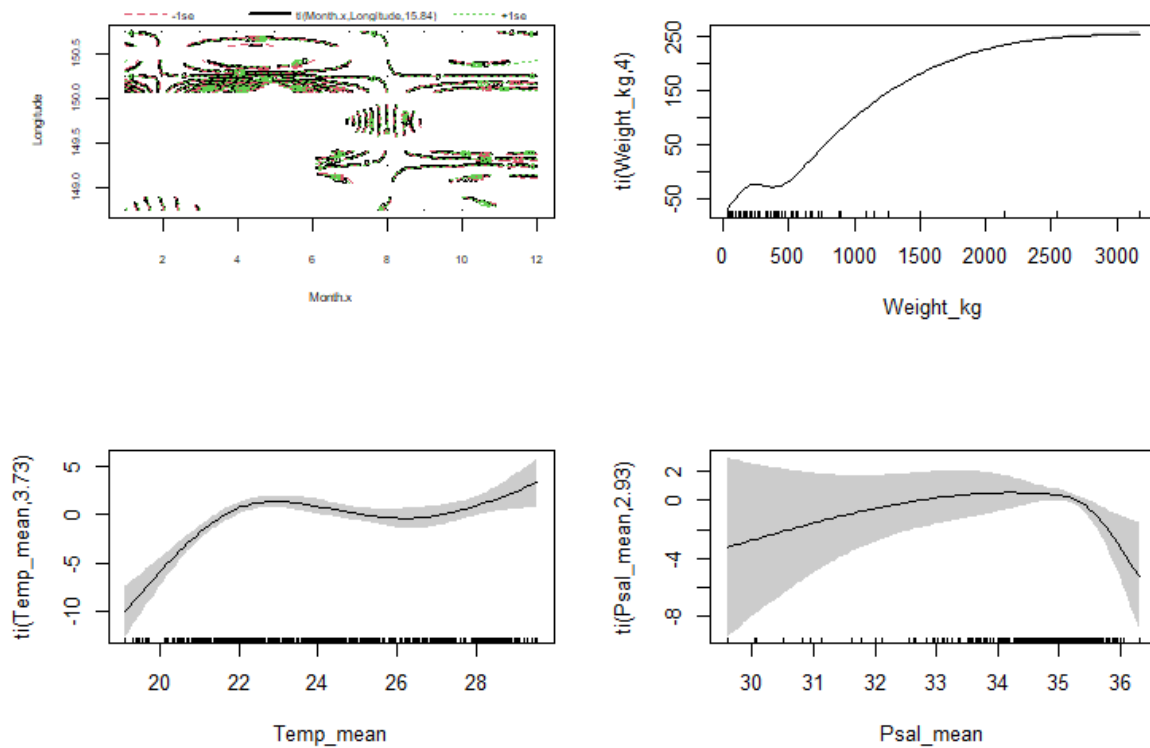 -1se ti(Month.x,Longitude,15.84) +1se
Longitude
150.5
150.0
149.5
149.0
2 4 6 8 10 12
Month.x
ti(Weight_kg,4)
250
150
50
-50
0 500 1000 1500 2000 2500 3000
Weight_kg
ti(Temp_mean,3.73)
5
0
-5
-10
20 22 24 26 28
Temp_mean
ti(Psal_mean,2.93)
2
0
-4
-8
30 31 32 33 34 35 36
Psal_mean